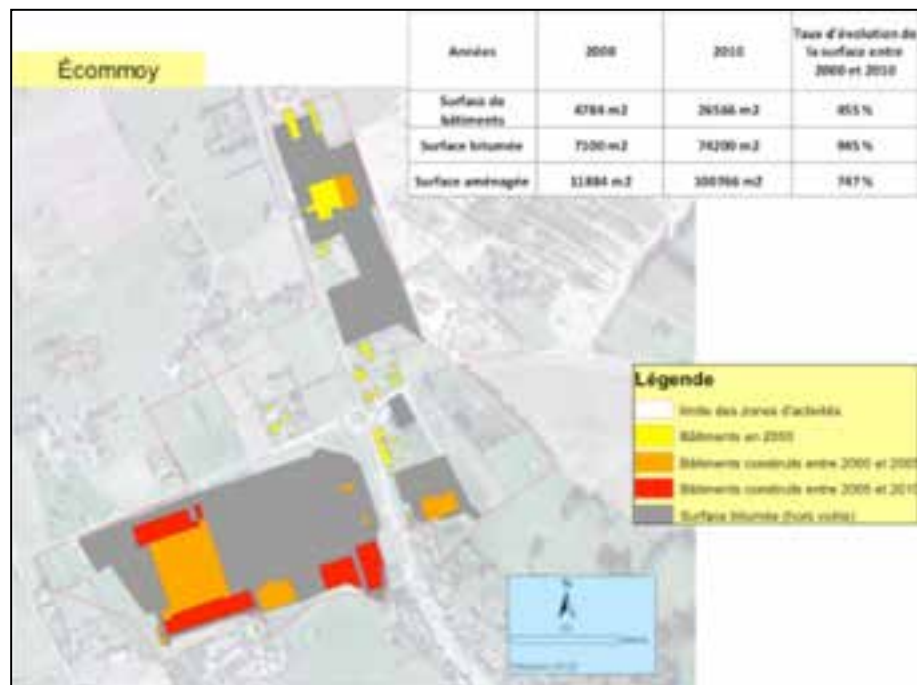 Écommoy
Années 2000 2010 Taux d'évolution de la surface entre 2000 et 2010
Surface de bâtiments 4784 m2 26566 m2 455 %
Surface bitumée 7100 m2 74200 m2 945 %
Surface aménagée 11884 m2 100766 m2 747 %
Légende
limite des zones d'activités
Bâtiments en 2000
Bâtiments construits entre 2000 et 2005
Bâtiments construits entre 2005 et 2010
Surface bitumée (hors voirie)